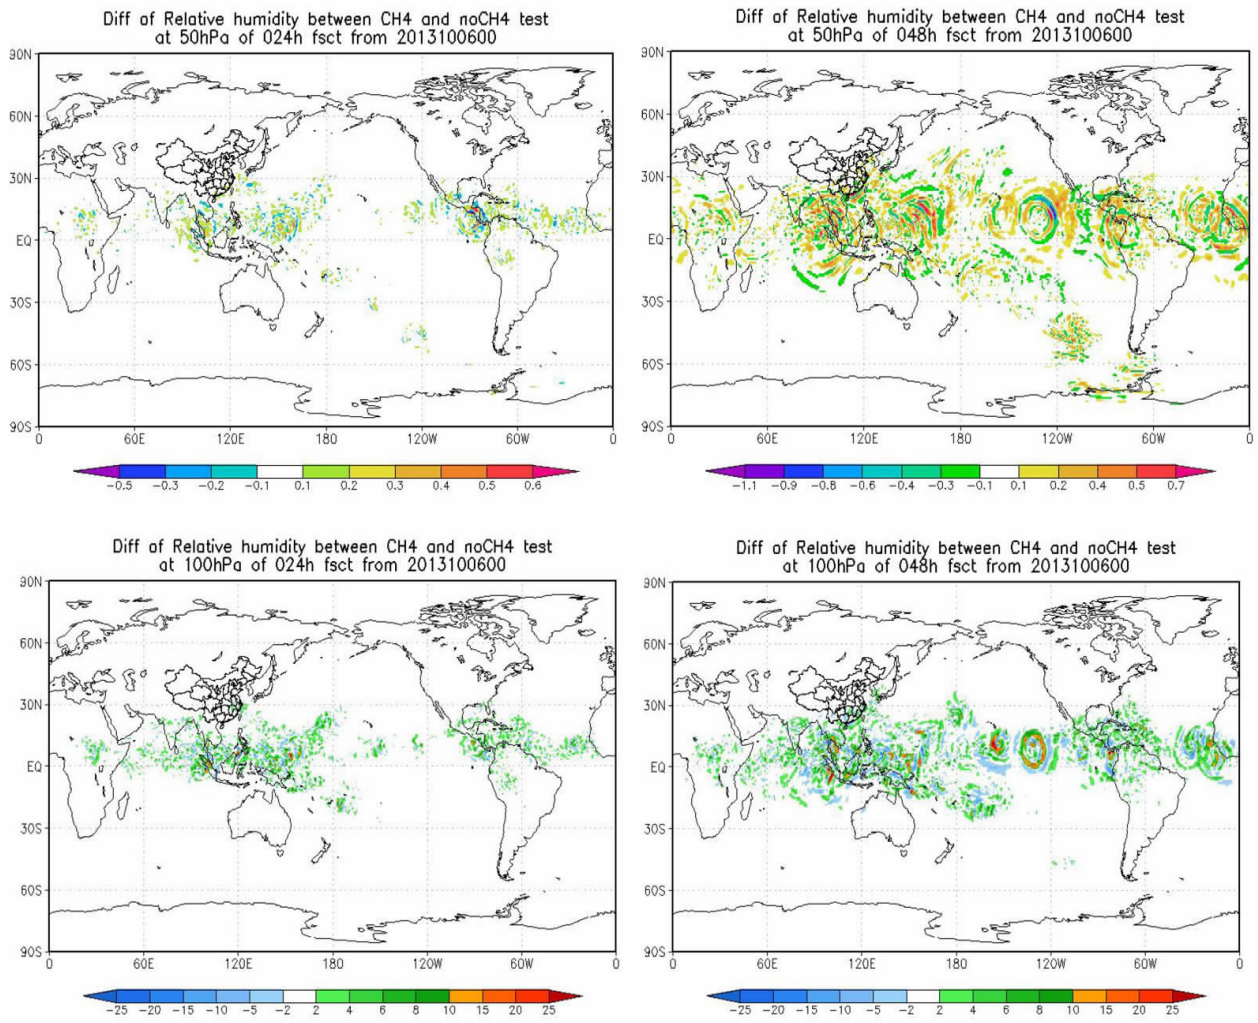 Diff of Relative humidity between CH4 and noCH4 test
at 50hPa of 024h fsct from 2013100600
90N
60N
30N
EQ
30S
60S
90S
0 60E 120E 180 120W 60W 0
-0.5 -0.3 -0.2 -0.1 0.1 0.2 0.3 0.4 0.5 0.6
Diff of Relative humidity between CH4 and noCH4 test
at 50hPa of 048h fsct from 2013100600
90N
60N
30N
EQ
30S
60S
90S
0 60E 120E 180 120W 60W 0
-1.1 -0.9 -0.8 -0.6 -0.4 -0.3 -0.1 0.1 0.2 0.4 0.5 0.7
Diff of Relative humidity between CH4 and noCH4 test
at 100hPa of 024h fsct from 2013100600
90N
60N
30N
EQ
30S
60S
90S
0 60E 120E 180 120W 60W 0
-25 -20 -15 -10 -5 -2 2 4 6 8 10 15 20 25
Diff of Relative humidity between CH4 and noCH4 test
at 100hPa of 048h fsct from 2013100600
90N
60N
30N
EQ
30S
60S
90S
0 60E 120E 180 120W 60W 0
-25 -20 -15 -10 -5 -2 2 4 6 8 10 15 20 25